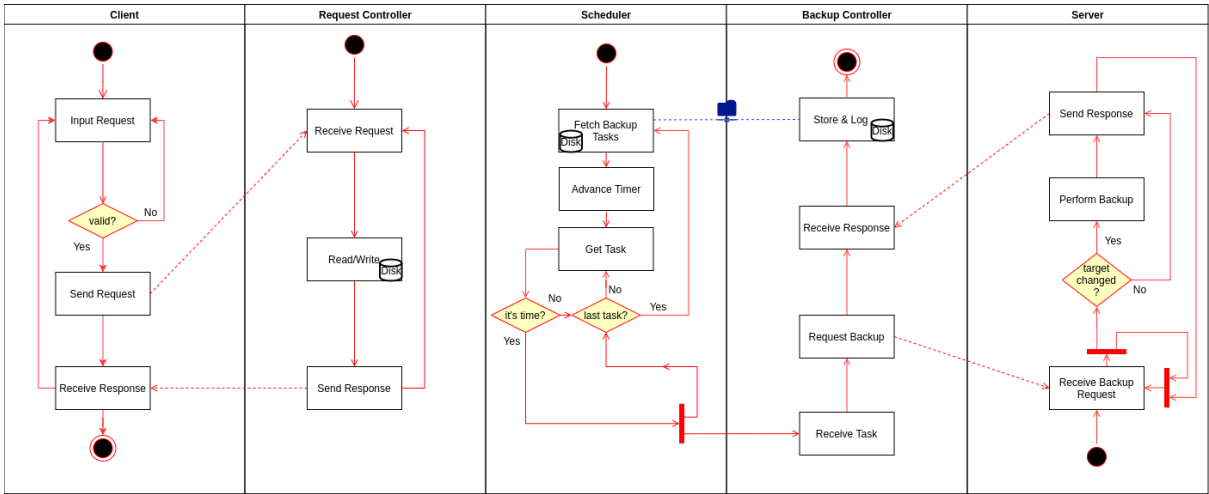 Client
Request Controller
Scheduler
Backup Controller
Server
Input Request
valid?
No
Yes
Send Request
Receive Response
Receive Request
Read/Write
Disk
Send Response
Fetch Backup
Tasks
Disk
Advance Timer
Get Task
it's time?
No
Yes
last task?
No
Yes
Store & Log
Disk
Receive Response
Request Backup
Receive Task
Send Response
Perform Backup
Yes
target
changed
?
No
Receive Backup
Request